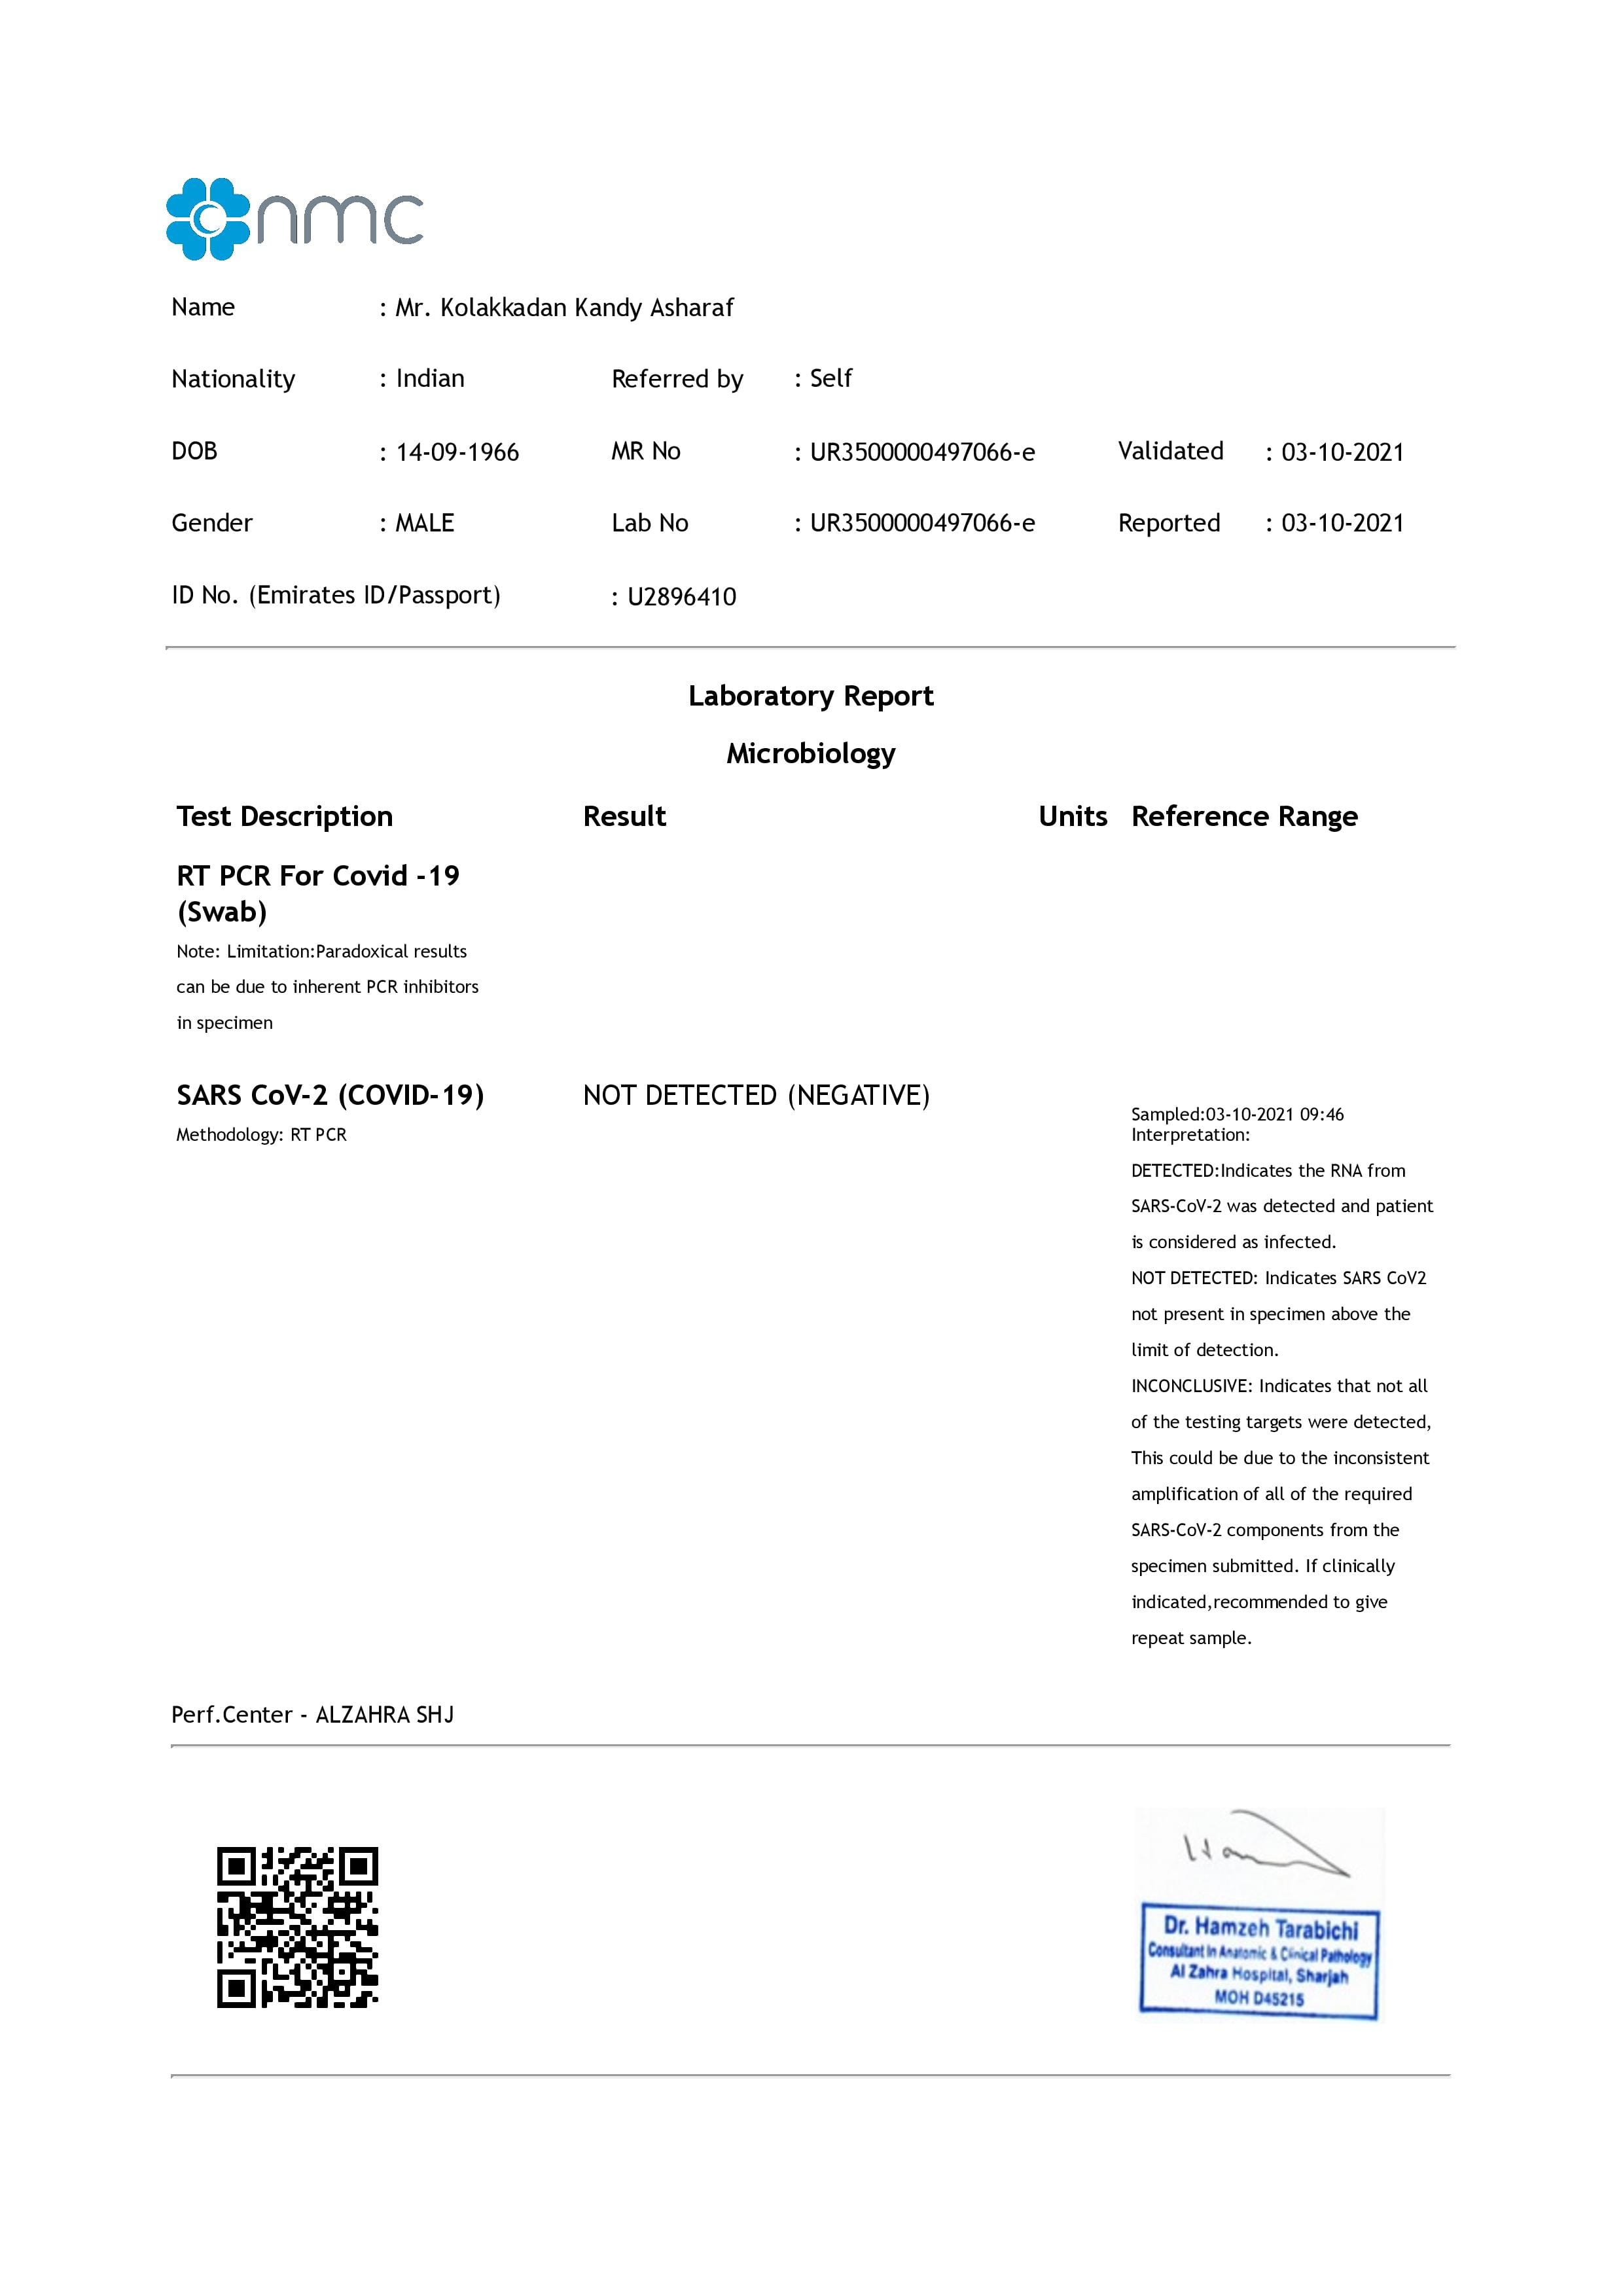 nmc
Name : Mr. Kolakkadan Kandy Asharaf
Nationality : Indian Referred by : Self
DOB : 14-09-1966 MR No : UR3500000497066-e Validated : 03-10-2021
Gender : MALE Lab No : UR3500000497066-e Reported : 03-10-2021
ID No. (Emirates ID/Passport) : U2896410
Laboratory Report
Microbiology
Test Description Result Units Reference Range
RT PCR For Covid -19
(Swab)
Note: Limitation:Paradoxical results
can be due to inherent PCR inhibitors
in specimen
SARS CoV-2 (COVID-19) NOT DETECTED (NEGATIVE)
Methodology: RT PCR
Sampled:03-10-2021 09:46
Interpretation:
DETECTED:Indicates the RNA from
SARS-CoV-2 was detected and patient
is considered as infected.
NOT DETECTED: Indicates SARS CoV2
not present in specimen above the
limit of detection.
INCONCLUSIVE: Indicates that not all
of the testing targets were detected,
This could be due to the inconsistent
amplification of all of the required
SARS-CoV-2 components from the
specimen submitted. If clinically
indicated,recommended to give
repeat sample.
Perf.Center - ALZAHRA SHJ
Dr. Hamzeh Tarabichi
Consultant In Anatomic & Clinical Pathology
Al Zahra Hospital, Sharjah
MOH D45215